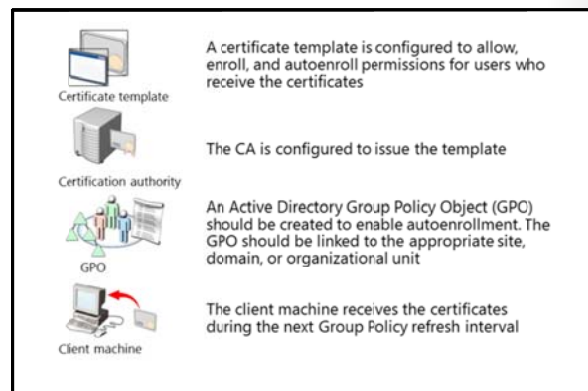 A certificate template is configured to allow,
enroll, and autoenroll permissions for users who
receive the certificates
Certificate template
The CA is configured to issue the template
Certification authority
An Active Directory Group Policy Object (GPO)
should be created to enable autoenrollment. The
GPO should be linked to the appropriate site,
domain, or organizational unit
GPO
The client machine receives the certificates
during the next Group Policy refresh interval
Client machine